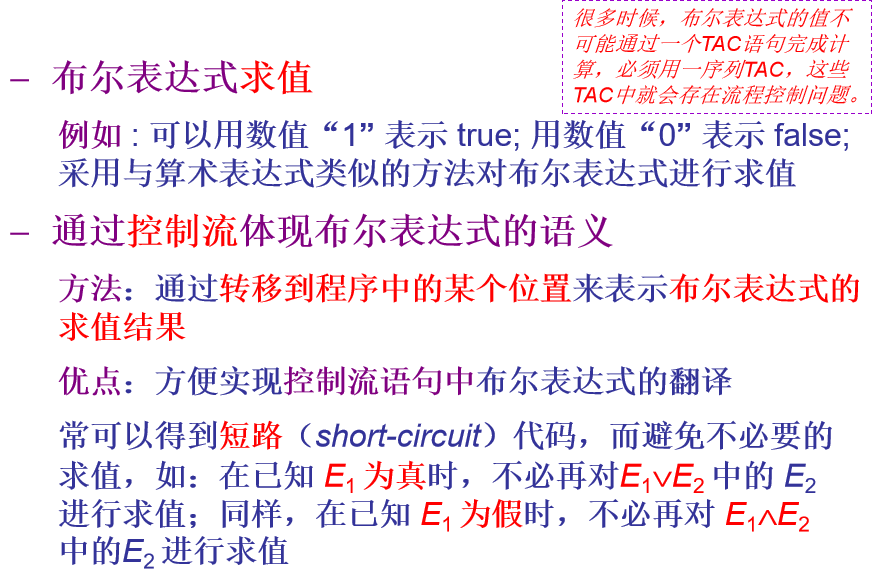 很多时候，布尔表达式的值不
可能通过一个TAC语句完成计
算，必须用一序列TAC，这些
TAC中就会存在流程控制问题。
– 布尔表达式求值
例如 : 可以用数值“1” 表示 true; 用数值“0” 表示 false;
采用与算术表达式类似的方法对布尔表达式进行求值
– 通过控制流体现布尔表达式的语义
方法：通过转移到程序中的某个位置来表示布尔表达式的
求值结果
优点：方便实现控制流语句中布尔表达式的翻译
常可以得到短路（short-circuit）代码，而避免不必要的
求值，如：在已知 E1 为真时，不必再对E1∨E2 中的 E2
进行求值；同样，在已知 E1 为假时，不必再对 E1∧E2
中的E2 进行求值